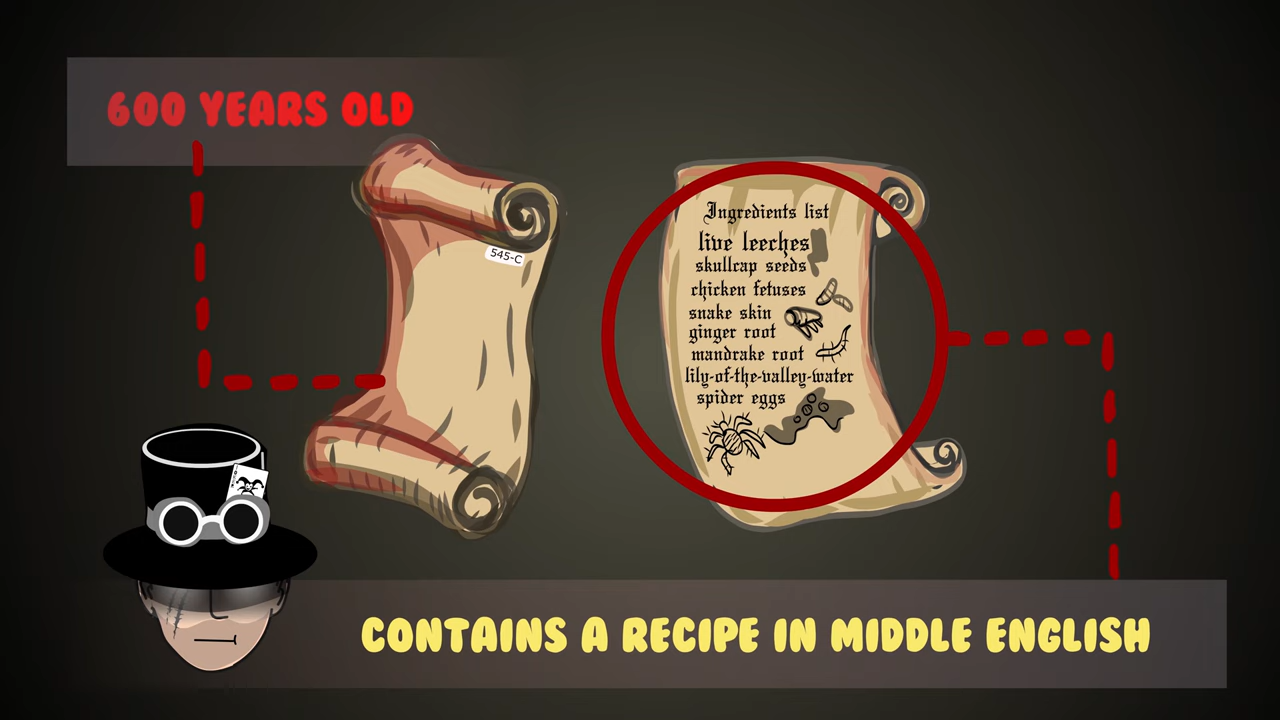 600 YEARS OLD
545-C
Ingredients list
live leeches
skullcap seeds
chicken fetuses
snake skin
ginger root
mandrake root
lily-of-the-valley-water
spider eggs
CONTAINS A RECIPE IN MIDDLE ENGLISH